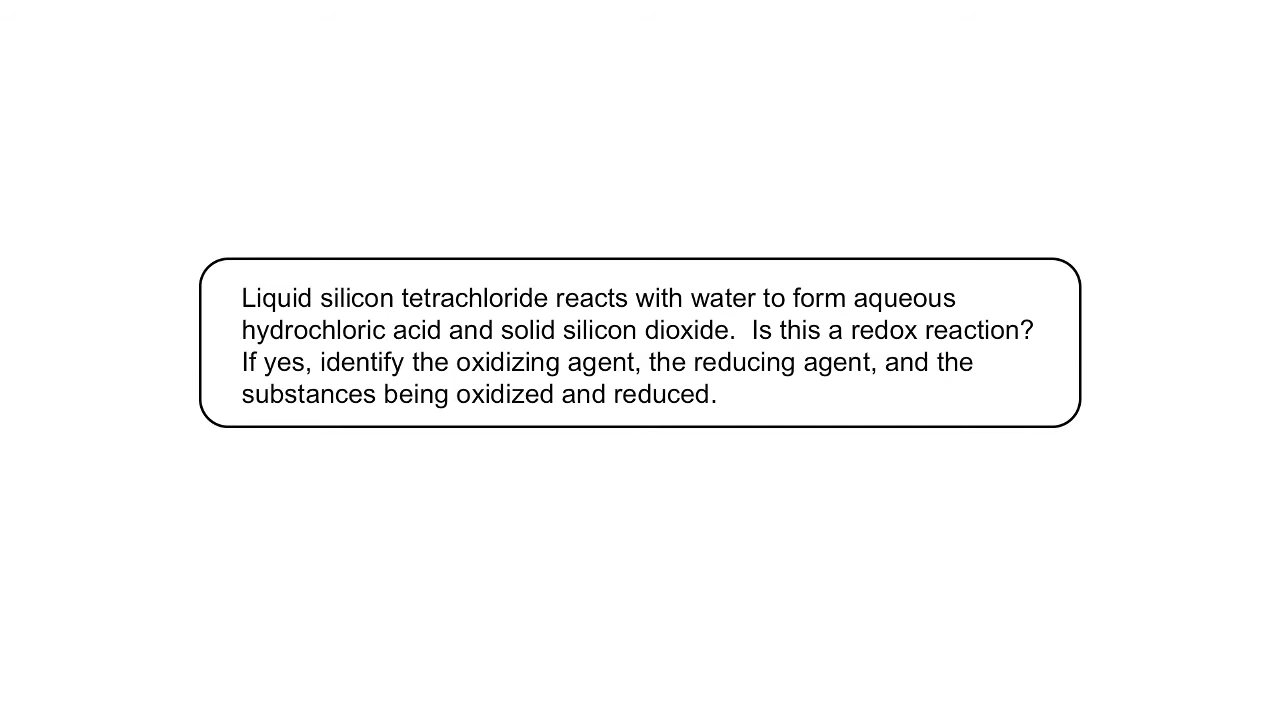 Liquid silicon tetrachloride reacts with water to form aqueous
hydrochloric acid and solid silicon dioxide.  Is this a redox reaction?
If yes, identify the oxidizing agent, the reducing agent, and the
substances being oxidized and reduced.